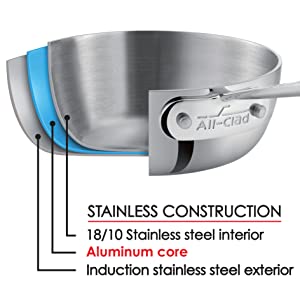 All-Clad
STAINLESS CONSTRUCTION
18/10 Stainless steel interior
Aluminum core
Induction stainless steel exterior